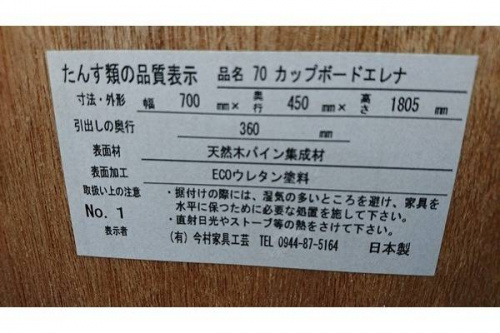 たんす類の品質表示 品名 70 カップボードエレナ
寸法・外形 幅 700 mm× 奥行 450 mm× 高さ 1805 mm
引出しの奥行 360 mm
表面材 天然木パイン集成材
表面加工 ECOウレタン塗料
取扱い上の注意 ・据付けの際には、湿気の多いところを避け、家具を
水平に保つために必要な処置を施して下さい。
No. 1 ・直射日光やストーブ等の熱をさけて下さい。
表示者 (有) 今村家具工芸 TEL 0944-87-5164 日本製